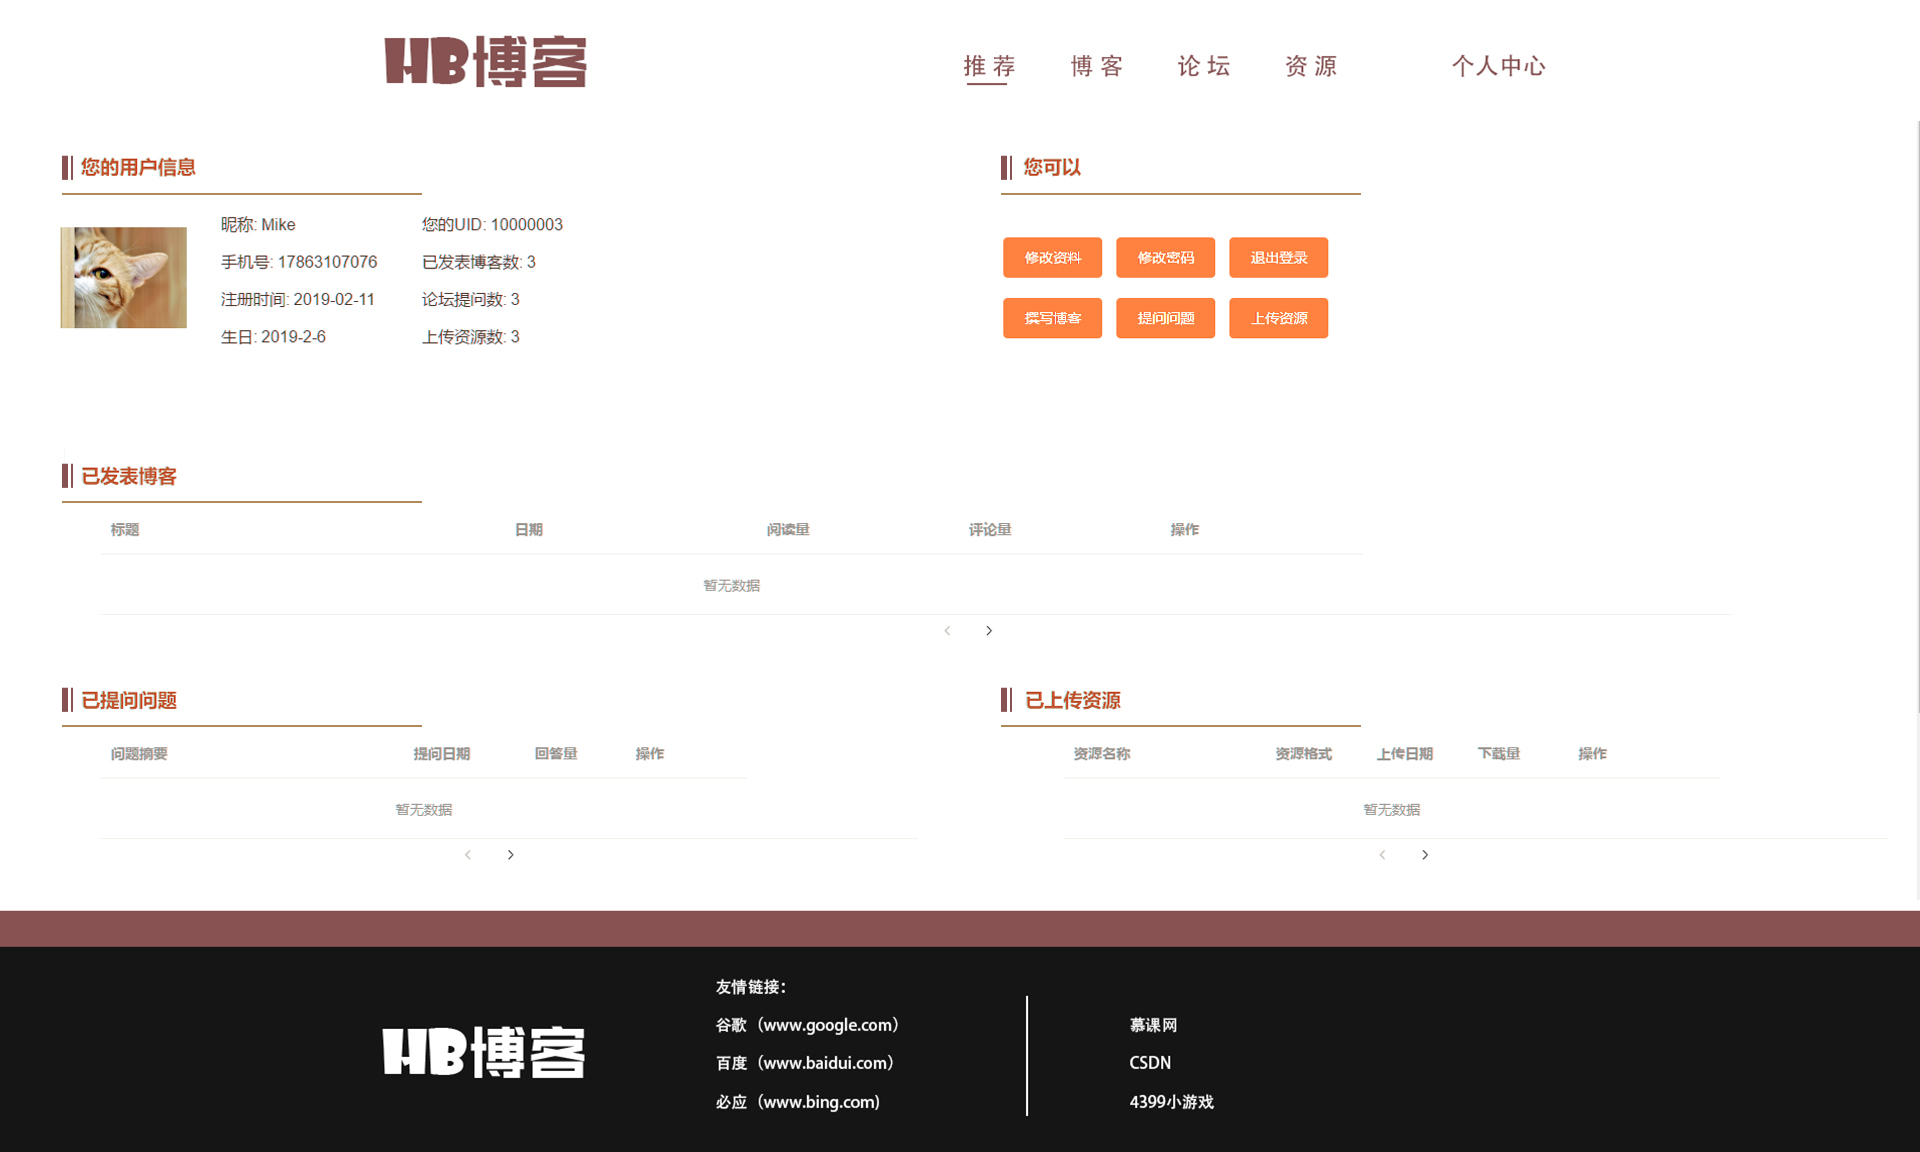 HB博客
推荐 博客 论坛 资源 个人中心
您的用户信息
昵称: Mike 您的UID: 10000003
手机号: 17863107076 已发表博客数: 3
注册时间: 2019-02-11 论坛提问数: 3
生日: 2019-2-6 上传资源数: 3
您可以
修改资料 修改密码 退出登录
撰写博客 提问问题 上传资源
已发表博客
标题 日期 阅读量 评论量 操作
暂无数据
已提问问题
问题摘要 提问日期 回答量 操作
暂无数据
已上传资源
资源名称 资源格式 上传日期 下载量 操作
暂无数据
HB博客
友情链接：
谷歌（www.google.com）
百度（www.baidui.com）
必应（www.bing.com)
慕课网
CSDN
4399小游戏